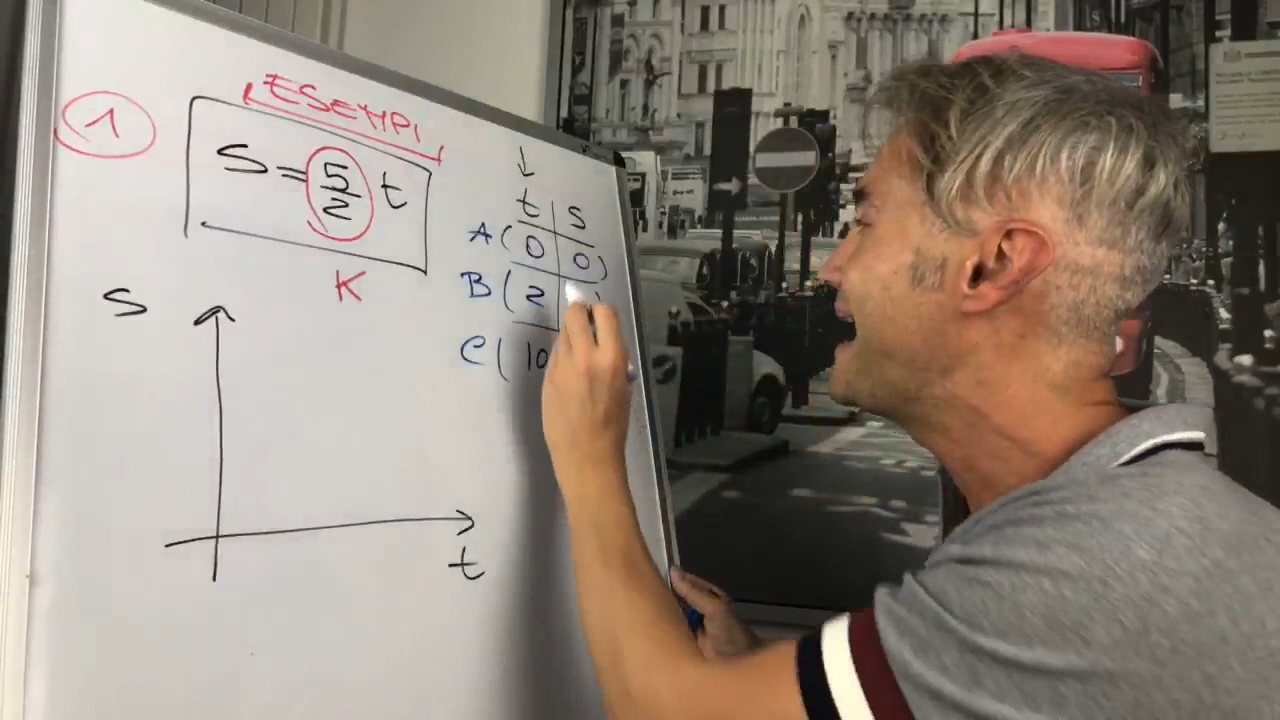 ESEMPI
1
S = 5/2 t
K
t S
A ( 0 0 )
B ( 2
C ( 10
S
t